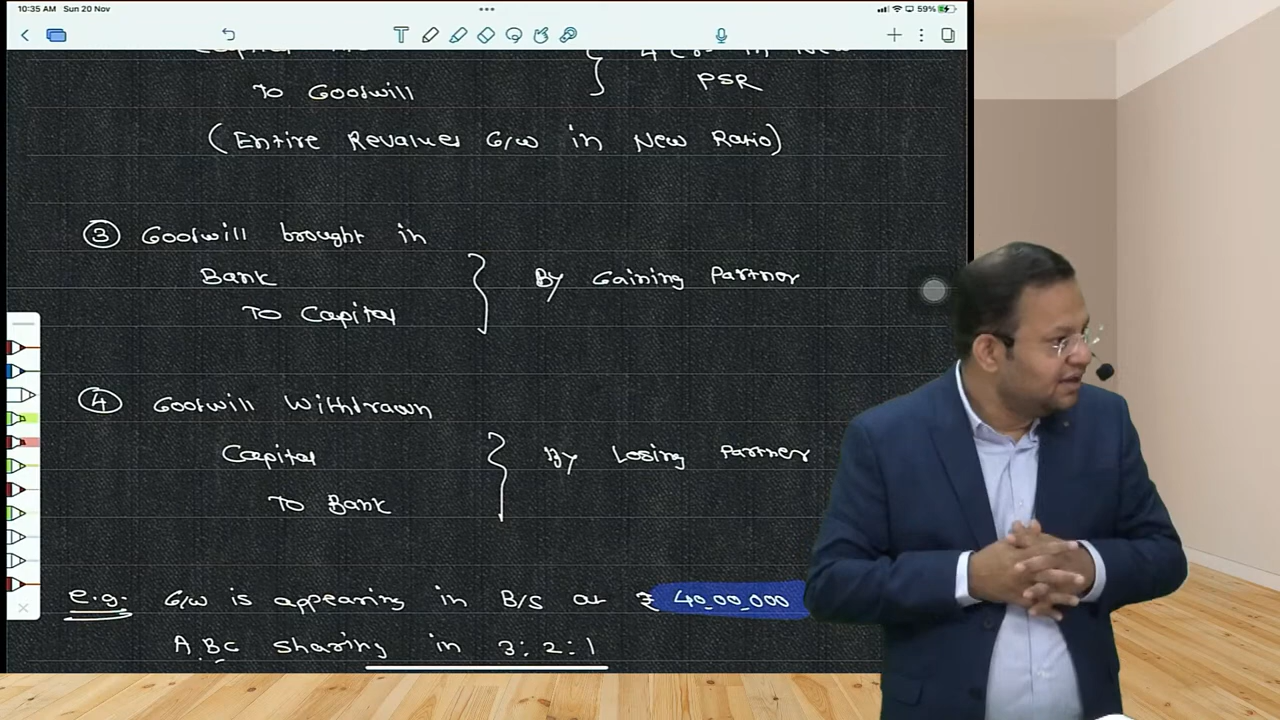 10:35 AM Sun 20 Nov
59%
To Goodwill
PSR
(Entire Revalues G/w in New Ratio)
③ Goodwill brought in
Bank
To Capital
By Gaining Partner
④ Goodwill Withdrawn
Capital
To Bank
By Losing Partner
e.g. G/w is appearing in B/S at ₹ 40,00,000
ABC sharing in 3:2:1